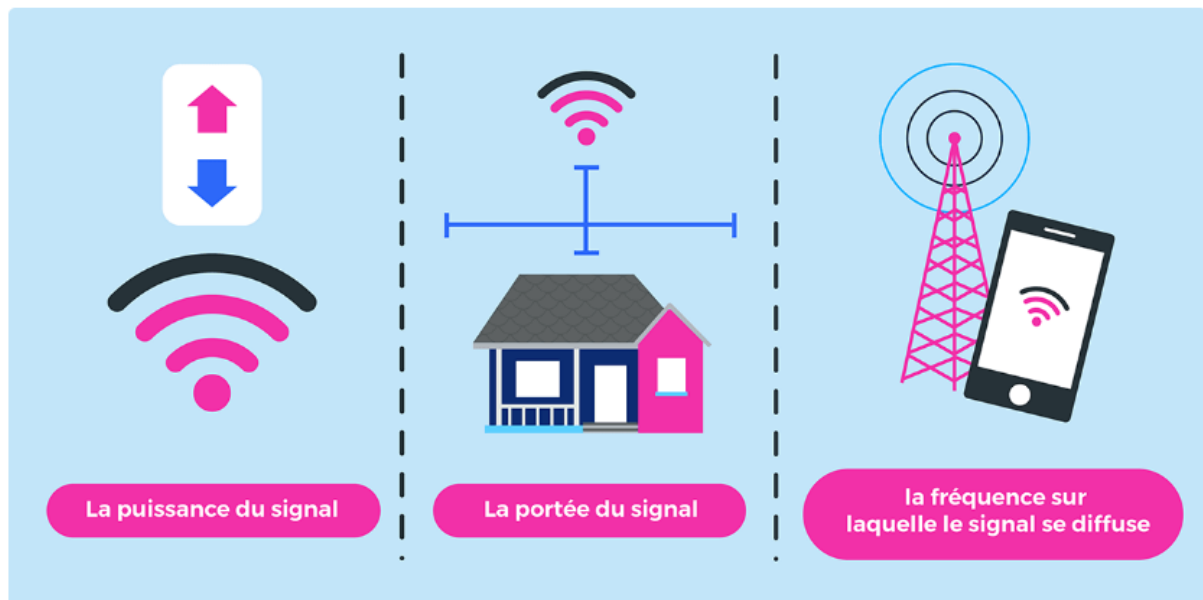 La puissance du signal
La portée du signal
la fréquence sur
laquelle le signal se diffuse